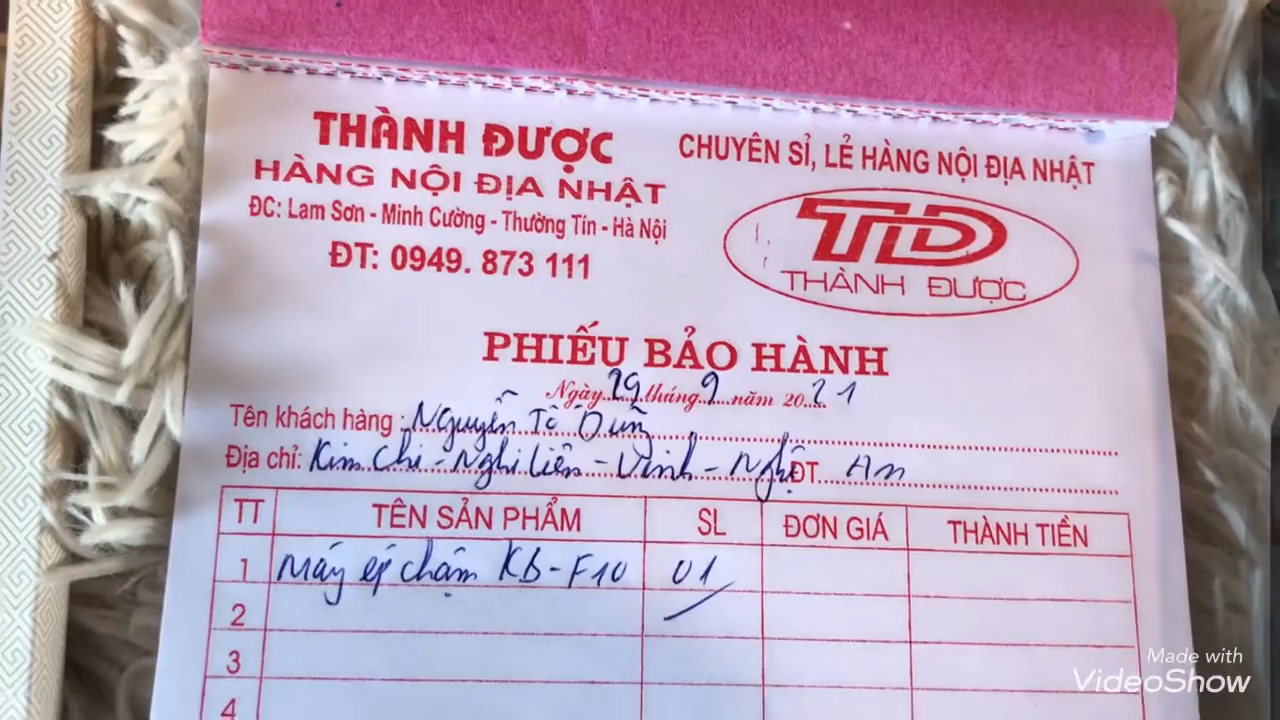 THÀNH ĐƯỢC
HÀNG NỘI ĐỊA NHẬT
ĐC: Lam Sơn - Minh Cường - Thường Tín - Hà Nội
ĐT: 0949. 873 111
CHUYÊN SỈ, LẺ HÀNG NỘI ĐỊA NHẬT
TD
THÀNH ĐƯỢC
PHIẾU BẢO HÀNH
Ngày 29 tháng 9 năm 2021
Tên khách hàng : Nguyễn Tô Dũng
Địa chỉ: Kim Chi - Nghi Liên - Vinh - Nghệ ĐT An
TT TÊN SẢN PHẨM SL ĐƠN GIÁ THÀNH TIỀN
1 Máy ép chậm KB-F10 01
2
3
4
Made with
VideoShow